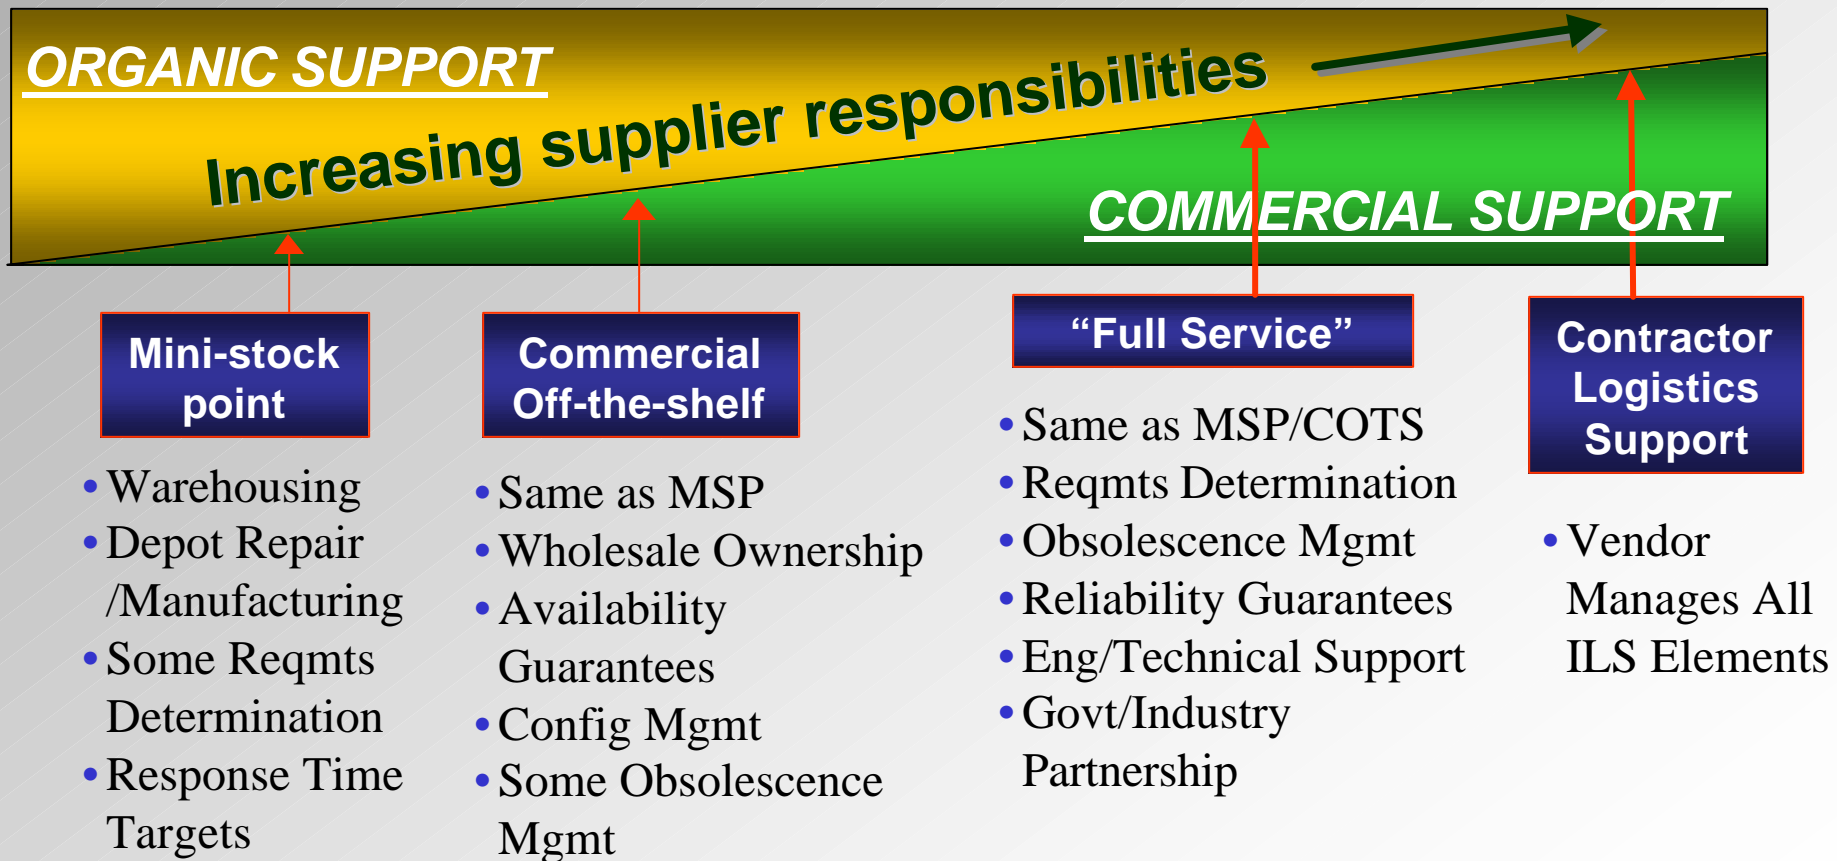 ORGANIC SUPPORT
Increasing supplier responsibilities
COMMERCIAL SUPPORT
Mini-stock
point
• Warehousing
• Depot Repair
/Manufacturing
• Some Reqmts
Determination
• Response Time
Targets
Commercial
Off-the-shelf
• Same as MSP
• Wholesale Ownership
• Availability
Guarantees
• Config Mgmt
• Some Obsolescence
Mgmt
“Full Service”
• Same as MSP/COTS
• Reqmts Determination
• Obsolescence Mgmt
• Reliability Guarantees
• Eng/Technical Support
• Govt/Industry
Partnership
Contractor
Logistics
Support
• Vendor
Manages All
ILS Elements